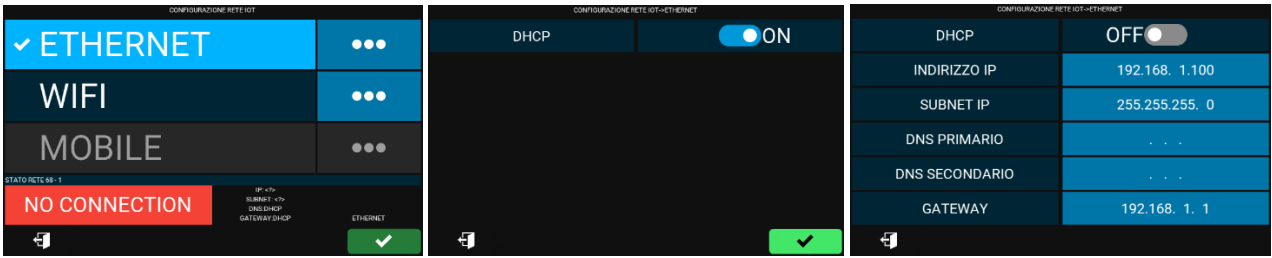 CONFIGURAZIONE RETE IOT
✓ ETHERNET ●●●
WIFI ●●●
MOBILE ●●●
STATO RETE 68 - 1
NO CONNECTION
IP: <?>
SUBNET: <?>
DNS:DHCP
GATEWAY:DHCP
ETHERNET
CONFIGURAZIONE RETE IOT->ETHERNET
DHCP ON
CONFIGURAZIONE RETE IOT->ETHERNET
DHCP OFF
INDIRIZZO IP 192.168. 1.100
SUBNET IP 255.255.255. 0
DNS PRIMARIO . . .
DNS SECONDARIO . . .
GATEWAY 192.168. 1. 1